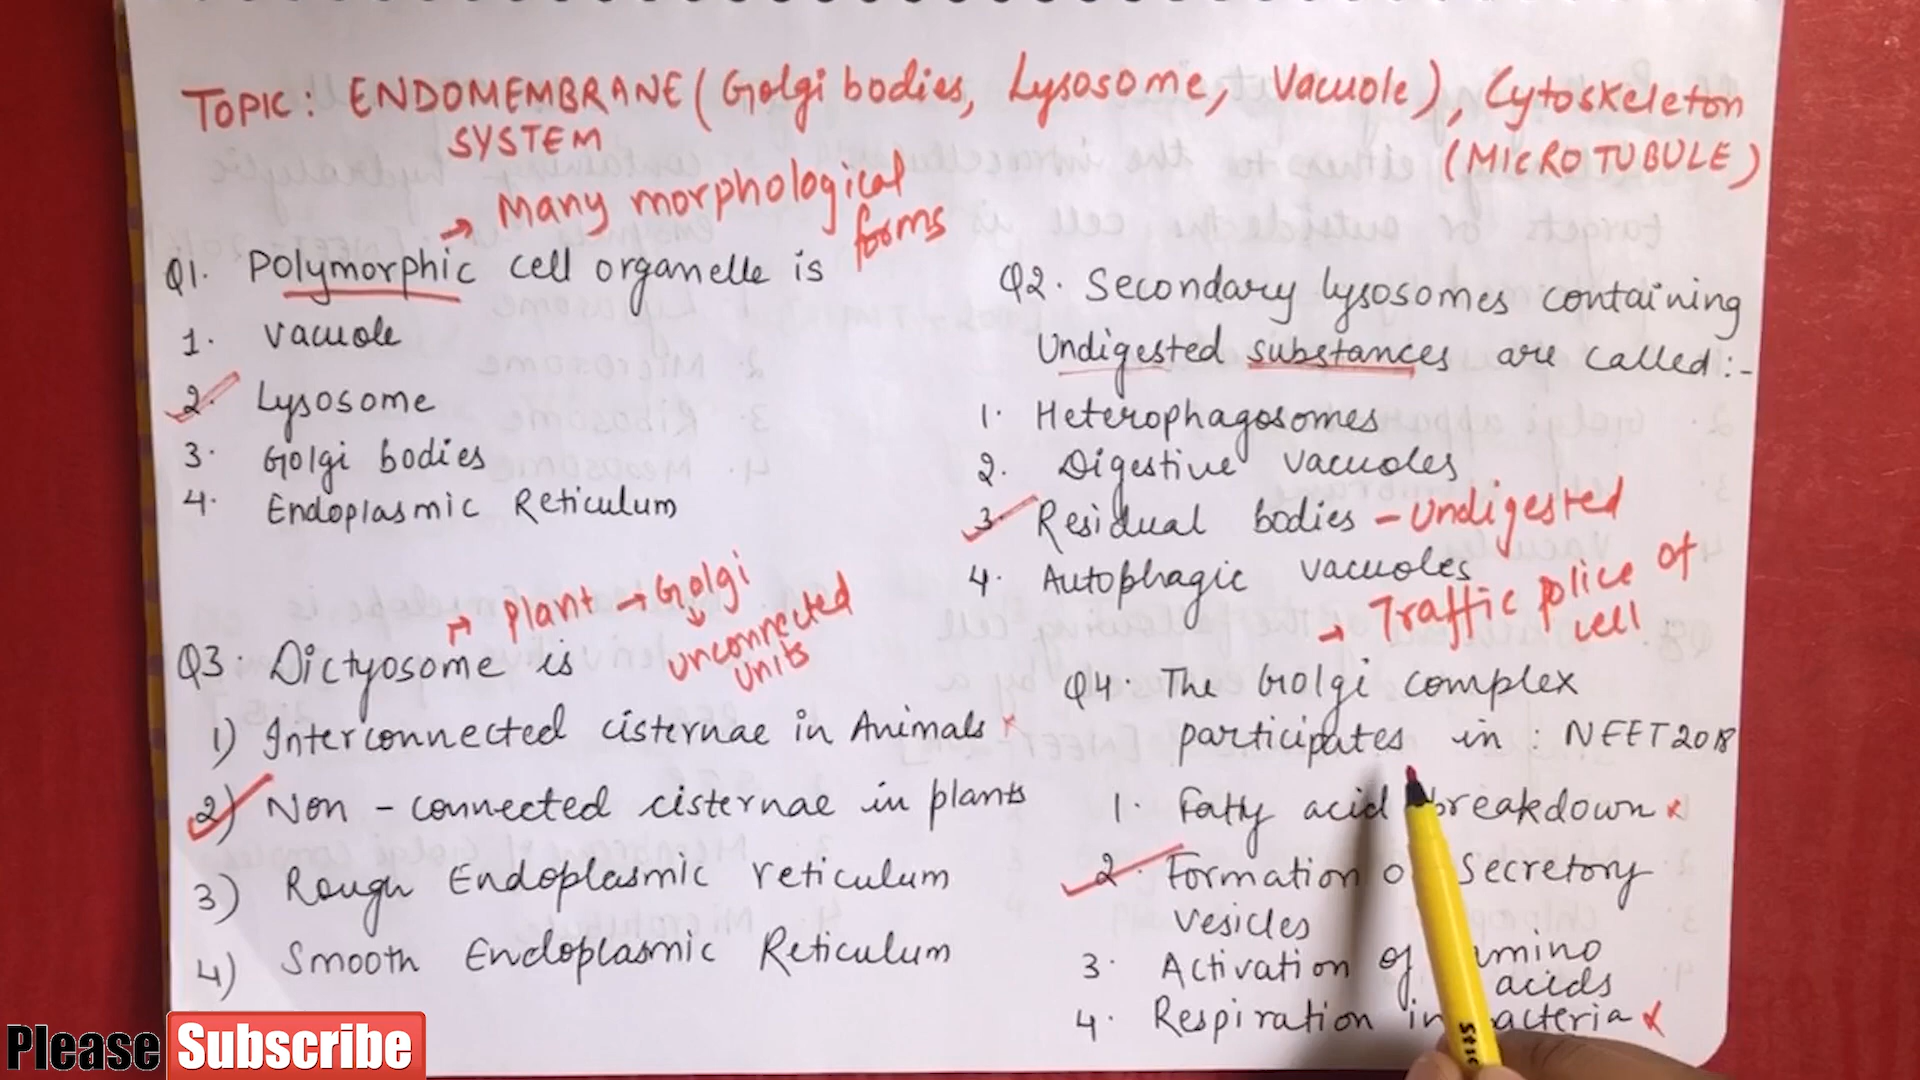 TOPIC: ENDOMEMBRANE (Golgi bodies, Lysosome, Vacuole), Cytoskeleton
SYSTEM
(MICROTUBULE)
→ Many morphological
forms
Q1. Polymorphic cell organelle is
1. Vacuole
2. Lysosome
3. Golgi bodies
4. Endoplasmic Reticulum
Q2. Secondary lysosomes containing
Undigested substances are called:-
1. Heterophagosomes
2. Digestive vacuoles
3. Residual bodies - Undigested
4. Autophagic vacuoles
→ Plant → Golgi
unconnected
units
Q3. Dictyosome is
1) Interconnected cisternae in Animals x
2) Non-connected cisternae in plants
3) Rough Endoplasmic reticulum
4) Smooth Endoplasmic Reticulum
→ Traffic police of
cell
Q4. The Golgi complex
participates in : NEET 2018
1. Fatty acid breakdown x
2. Formation o Secretory
Vesicles
3. Activation of mino
acids
4. Respiration in acteria x
Please Subscribe